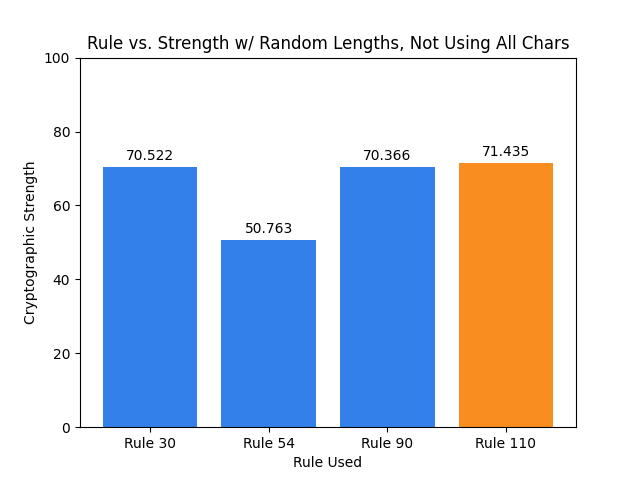 Rule vs. Strength w/ Random Lengths, Not Using All Chars
100
80
60
40
20
0
Cryptographic Strength
70.522
50.763
70.366
71.435
Rule 30
Rule 54
Rule 90
Rule 110
Rule Used